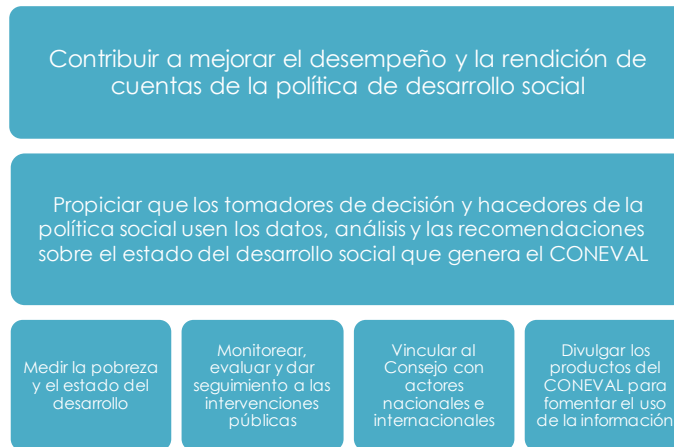 Contribuir a mejorar el desempeño y la rendición de
cuentas de la política de desarrollo social
Propiciar que los tomadores de decisión y hacedores de la
política social usen los datos, análisis y las recomendaciones
sobre el estado del desarrollo social que genera el CONEVAL
Medir la pobreza
y el estado del
desarrollo
Monitorear,
evaluar y dar
seguimiento a las
intervenciones
públicas
Vincular al
Consejo con
actores
nacionales e
internacionales
Divulgar los
productos del
CONEVAL para
fomentar el uso
de la información